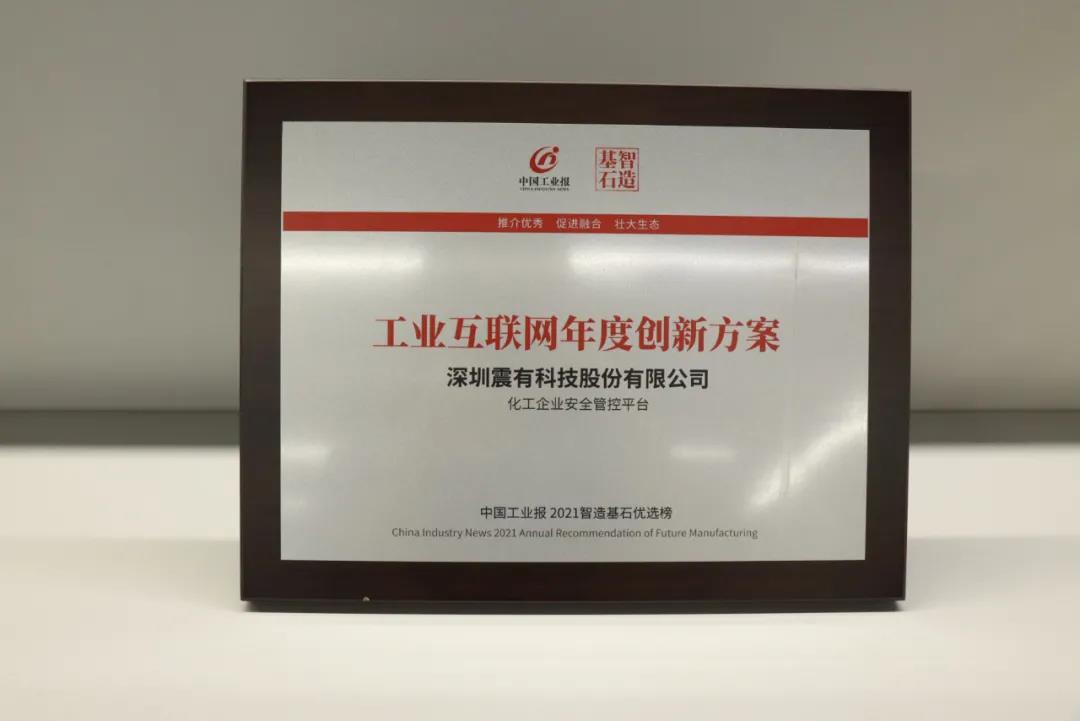 中国工业报
CHINA INDUSTRY NEWS
智造基石
推介优秀 促进融合 壮大生态
工业互联网年度创新方案
深圳震有科技股份有限公司
化工企业安全管控平台
中国工业报 2021智造基石优选榜
China Industry News 2021 Annual Recommendation of Future Manufacturing